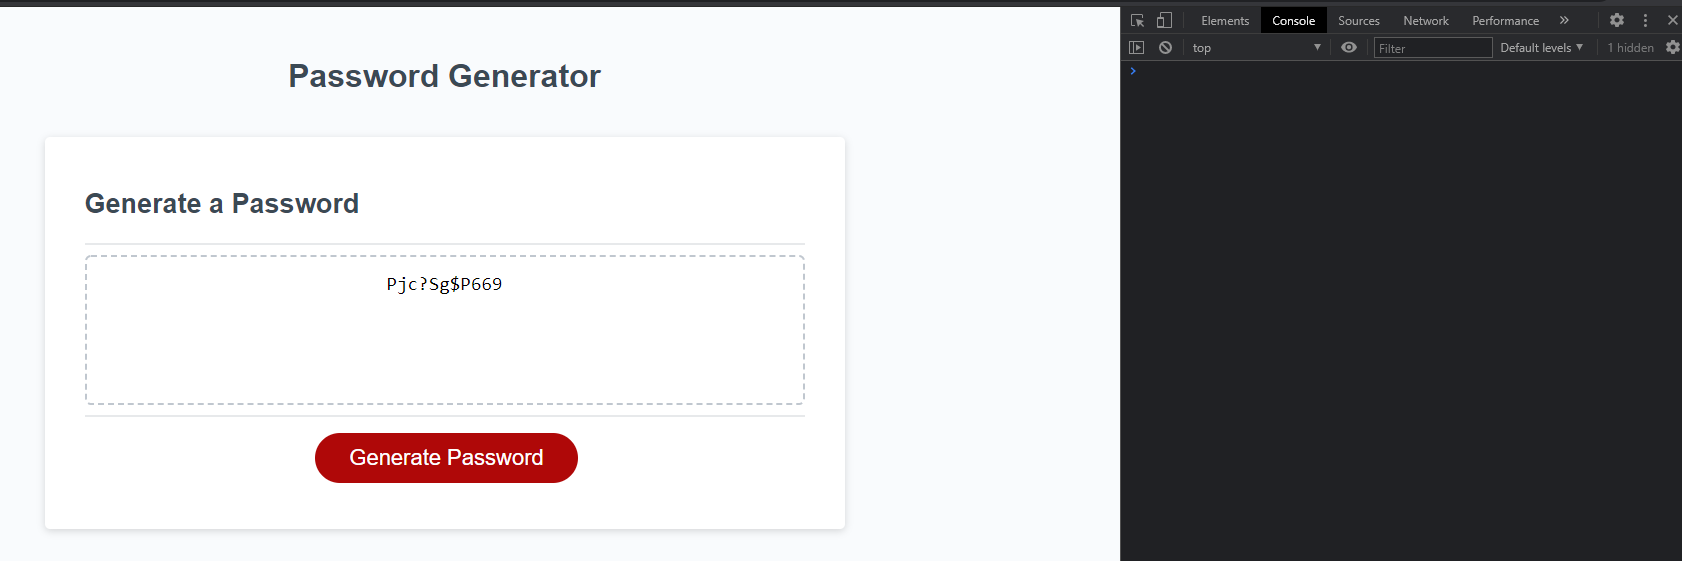 Password Generator
Generate a Password
Pjc?Sg$P669
Generate Password
Elements Console Sources Network Performance »
top ▼ Filter Default levels ▼ 1 hidden
>